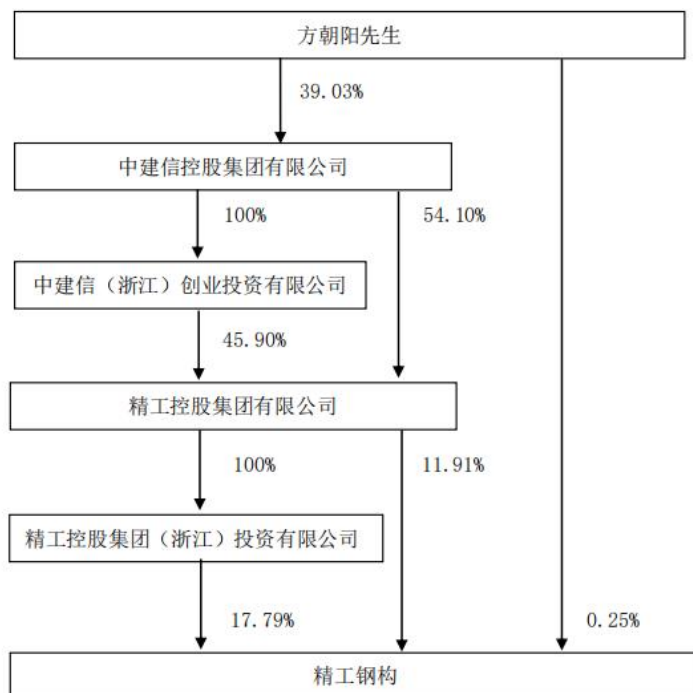 方朝阳先生
39.03%
中建信控股集团有限公司
100%
54.10%
中建信（浙江）创业投资有限公司
45.90%
精工控股集团有限公司
100%
11.91%
精工控股集团（浙江）投资有限公司
17.79%
0.25%
精工钢构